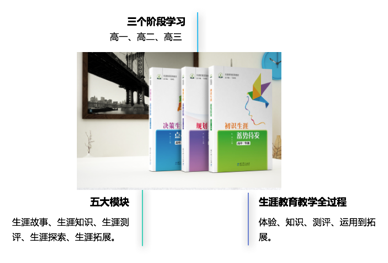 三个阶段学习
高一、高二、高三
决策生
规划
初识生涯
蓄势待发
五大模块
生涯故事、生涯知识、生涯测
评、生涯探索、生涯拓展。
生涯教育教学全过程
体验、知识、测评、运用到拓
展。